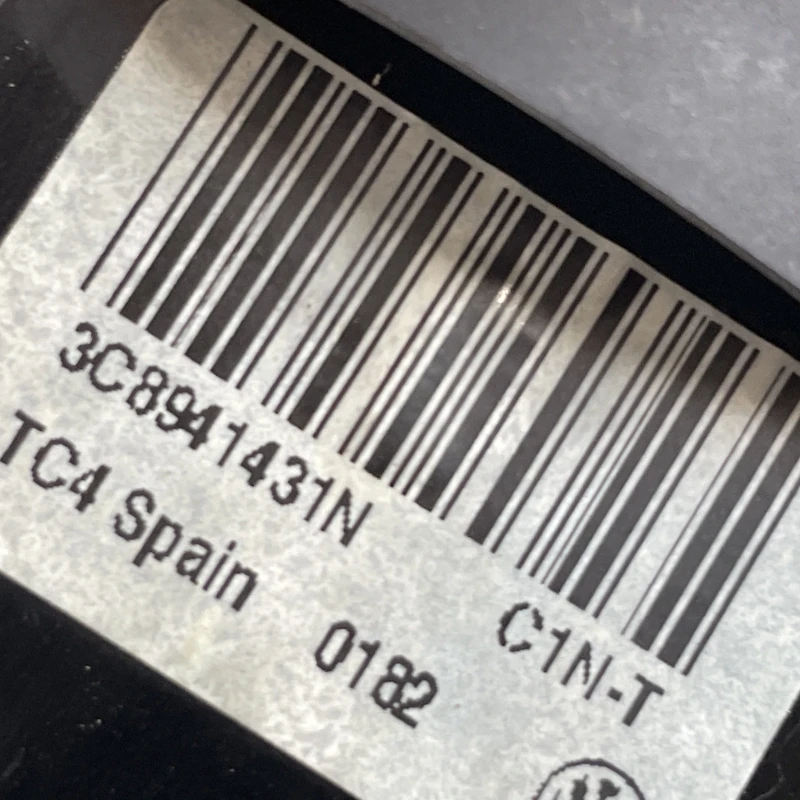 3C8941431N
C1N-T
TC4 Spain
0182